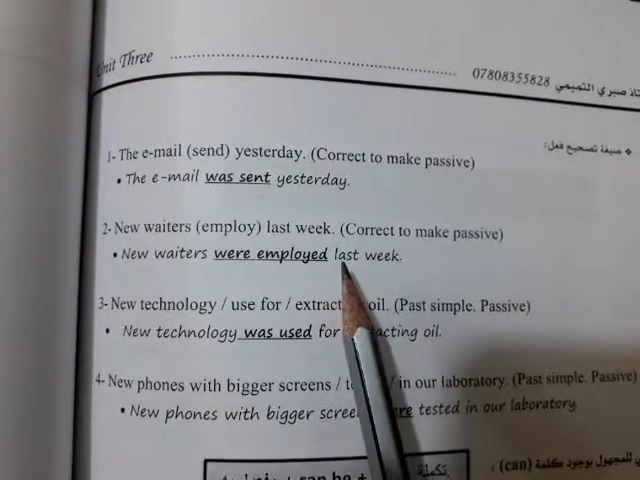 Unit Three ........ 07808355828 صبري التميمي
❖ صيغة تصحيح فعل:
1- The e-mail (send) yesterday. (Correct to make passive)
• The e-mail was sent yesterday.
2- New waiters (employ) last week. (Correct to make passive)
• New waiters were employed last week.
3- New technology / use for / extract oil. (Past simple. Passive)
• New technology was used for oil.
4- New phones with bigger screens / / in our laboratory. (Past simple. Passive)
• New phones with bigger tested in our laboratory.
للمجهول بوجود كلمة (can) :
+ can be + تكملة.